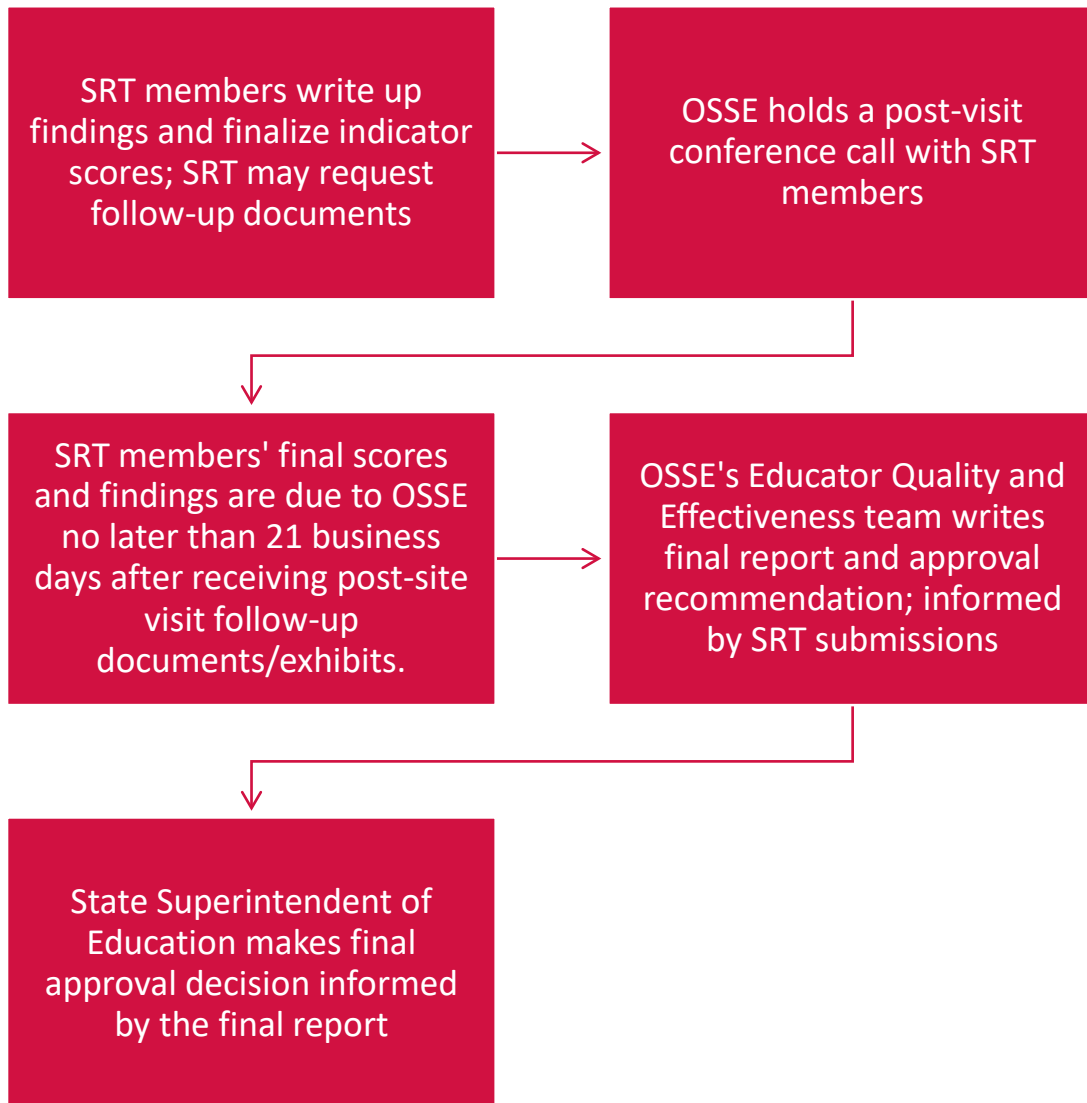 SRT members write up
findings and finalize indicator
scores; SRT may request
follow-up documents
OSSE holds a post-visit
conference call with SRT
members
SRT members' final scores
and findings are due to OSSE
no later than 21 business
days after receiving post-site
visit follow-up
documents/exhibits.
OSSE's Educator Quality and
Effectiveness team writes
final report and approval
recommendation; informed
by SRT submissions
State Superintendent of
Education makes final
approval decision informed
by the final report